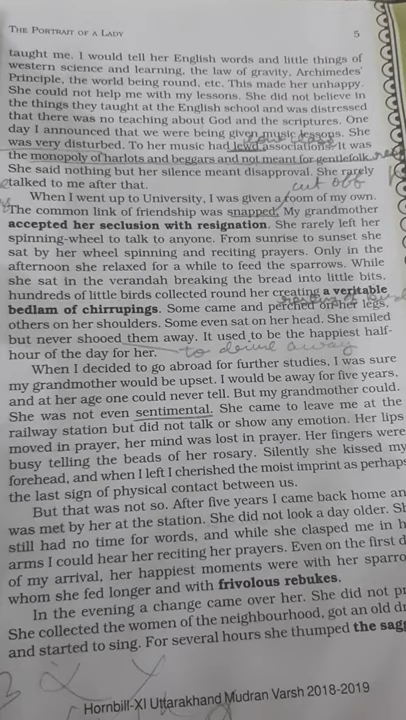 THE PORTRAIT OF A LADY 5
taught me. I would tell her English words and little things of
western science and learning, the law of gravity, Archimedes'
Principle, the world being round, etc. This made her unhappy.
She could not help me with my lessons. She did not believe in
the things they taught at the English school and was distressed
that there was no teaching about God and the scriptures. One
day I announced that we were being given music lessons. She
was very disturbed. To her music had lewd associations. It was
the monopoly of harlots and beggars and not meant for gentlefolk.
She said nothing but her silence meant disapproval. She rarely
talked to me after that.
cut off
When I went up to University, I was given a room of my own.
The common link of friendship was snapped. My grandmother
accepted her seclusion with resignation. She rarely left her
spinning-wheel to talk to anyone. From sunrise to sunset she
sat by her wheel spinning and reciting prayers. Only in the
afternoon she relaxed for a while to feed the sparrows. While
she sat in the verandah breaking the bread into little bits,
hundreds of little birds collected round her creating a veritable
bedlam of chirrupings. Some came and perched on her legs,
others on her shoulders. Some even sat on her head. She smiled
but never shooed them away. It used to be the happiest half-
hour of the day for her.
to drive away
When I decided to go abroad for further studies, I was sure
my grandmother would be upset. I would be away for five years,
and at her age one could never tell. But my grandmother could.
She was not even sentimental. She came to leave me at the
railway station but did not talk or show any emotion. Her lips
moved in prayer, her mind was lost in prayer. Her fingers were
busy telling the beads of her rosary. Silently she kissed my
forehead, and when I left I cherished the moist imprint as perhaps
the last sign of physical contact between us.
But that was not so. After five years I came back home an
was met by her at the station. She did not look a day older. Sh
still had no time for words, and while she clasped me in h
arms I could hear her reciting her prayers. Even on the first d
of my arrival, her happiest moments were with her sparro
whom she fed longer and with frivolous rebukes.
In the evening a change came over her. She did not pr
She collected the women of the neighbourhood, got an old dr
and started to sing. For several hours she thumped the sagg
Hornbill-XI Uttarakhand Mudran Varsh 2018-2019